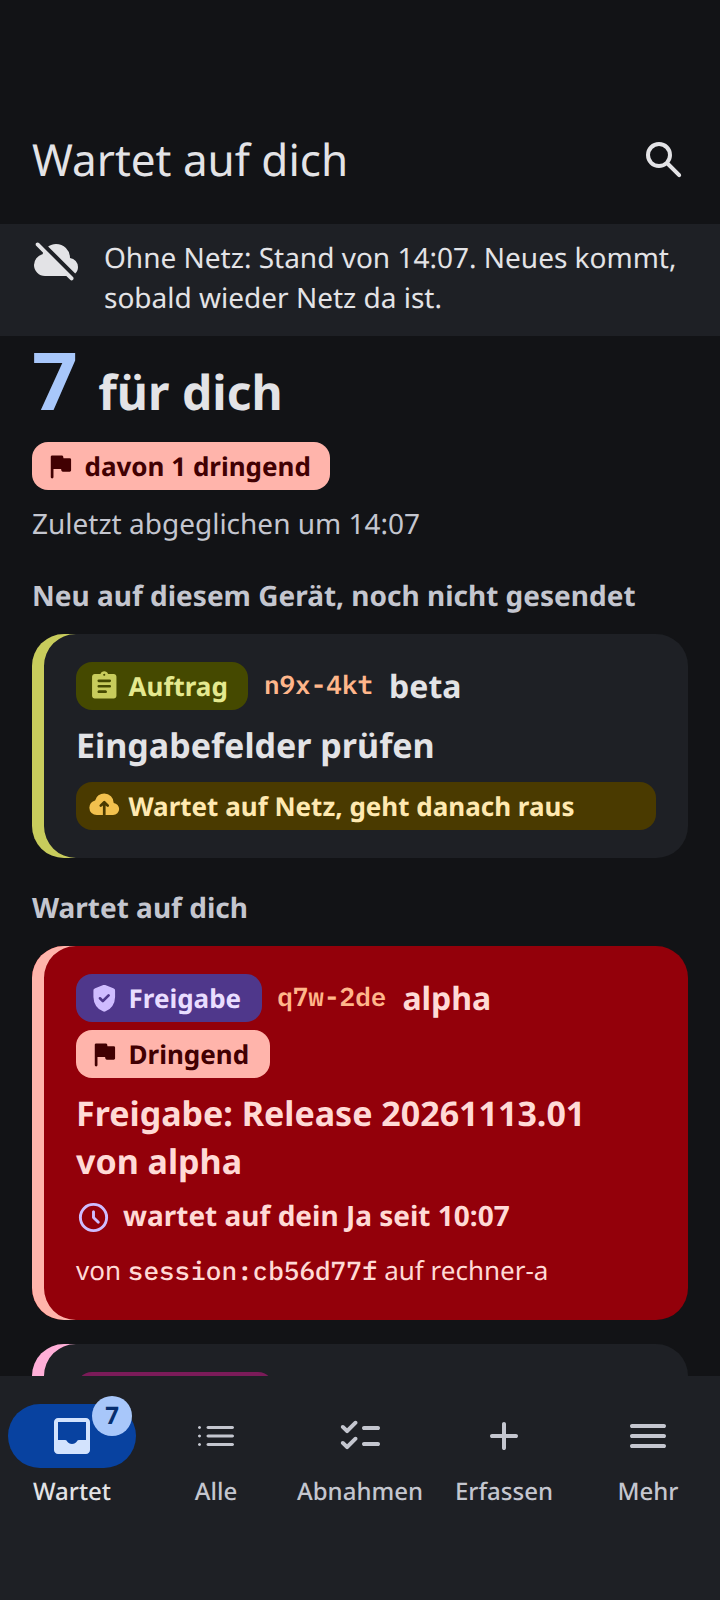 Wartet auf dich
Ohne Netz: Stand von 14:07. Neues kommt,
sobald wieder Netz da ist.
7 für dich
davon 1 dringend
Zuletzt abgeglichen um 14:07
Neu auf diesem Gerät, noch nicht gesendet
Auftrag n9x-4kt beta
Eingabefelder prüfen
Wartet auf Netz, geht danach raus
Wartet auf dich
Freigabe q7w-2de alpha
Dringend
Freigabe: Release 20261113.01
von alpha
wartet auf dein Ja seit 10:07
von session:cb56d77f auf rechner-a
7
Wartet Alle Abnahmen Erfassen Mehr